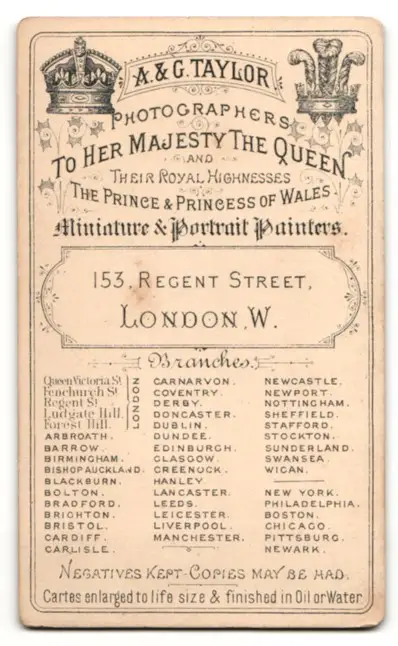 A. & G. TAYLOR
PHOTOGRAPHERS
TO HER MAJESTY THE QUEEN
AND
THEIR ROYAL HIGHNESSES
THE PRINCE & PRINCESS OF WALES.
Miniature & Portrait Painters.
153, REGENT STREET,
LONDON, W.
Branches.
Queen Victoria St
Fenchurch St
Regent St.
Ludgate Hill.
Forest Hill.
LONDON
ARBROATH.
BARROW.
BIRMINGHAM.
BISHOP AUCKLAND.
BLACKBURN.
BOLTON.
BRADFORD.
BRIGHTON.
BRISTOL.
CARDIFF.
CARLISLE.
CARNARVON.
COVENTRY.
DERBY.
DONCASTER.
DUBLIN.
DUNDEE.
EDINBURGH.
GLASGOW.
GREENOCK.
HANLEY.
LANCASTER.
LEEDS.
LEICESTER.
LIVERPOOL.
MANCHESTER.
NEWCASTLE.
NEWPORT.
NOTTINGHAM.
SHEFFIELD.
STAFFORD.
STOCKTON.
SUNDERLAND.
SWANSEA.
WIGAN.
NEW YORK.
PHILADELPHIA.
BOSTON.
CHICAGO.
PITTSBURG.
NEWARK.
NEGATIVES KEPT-COPIES MAY BE HAD.
Cartes enlarged to life size & finished in Oil or Water